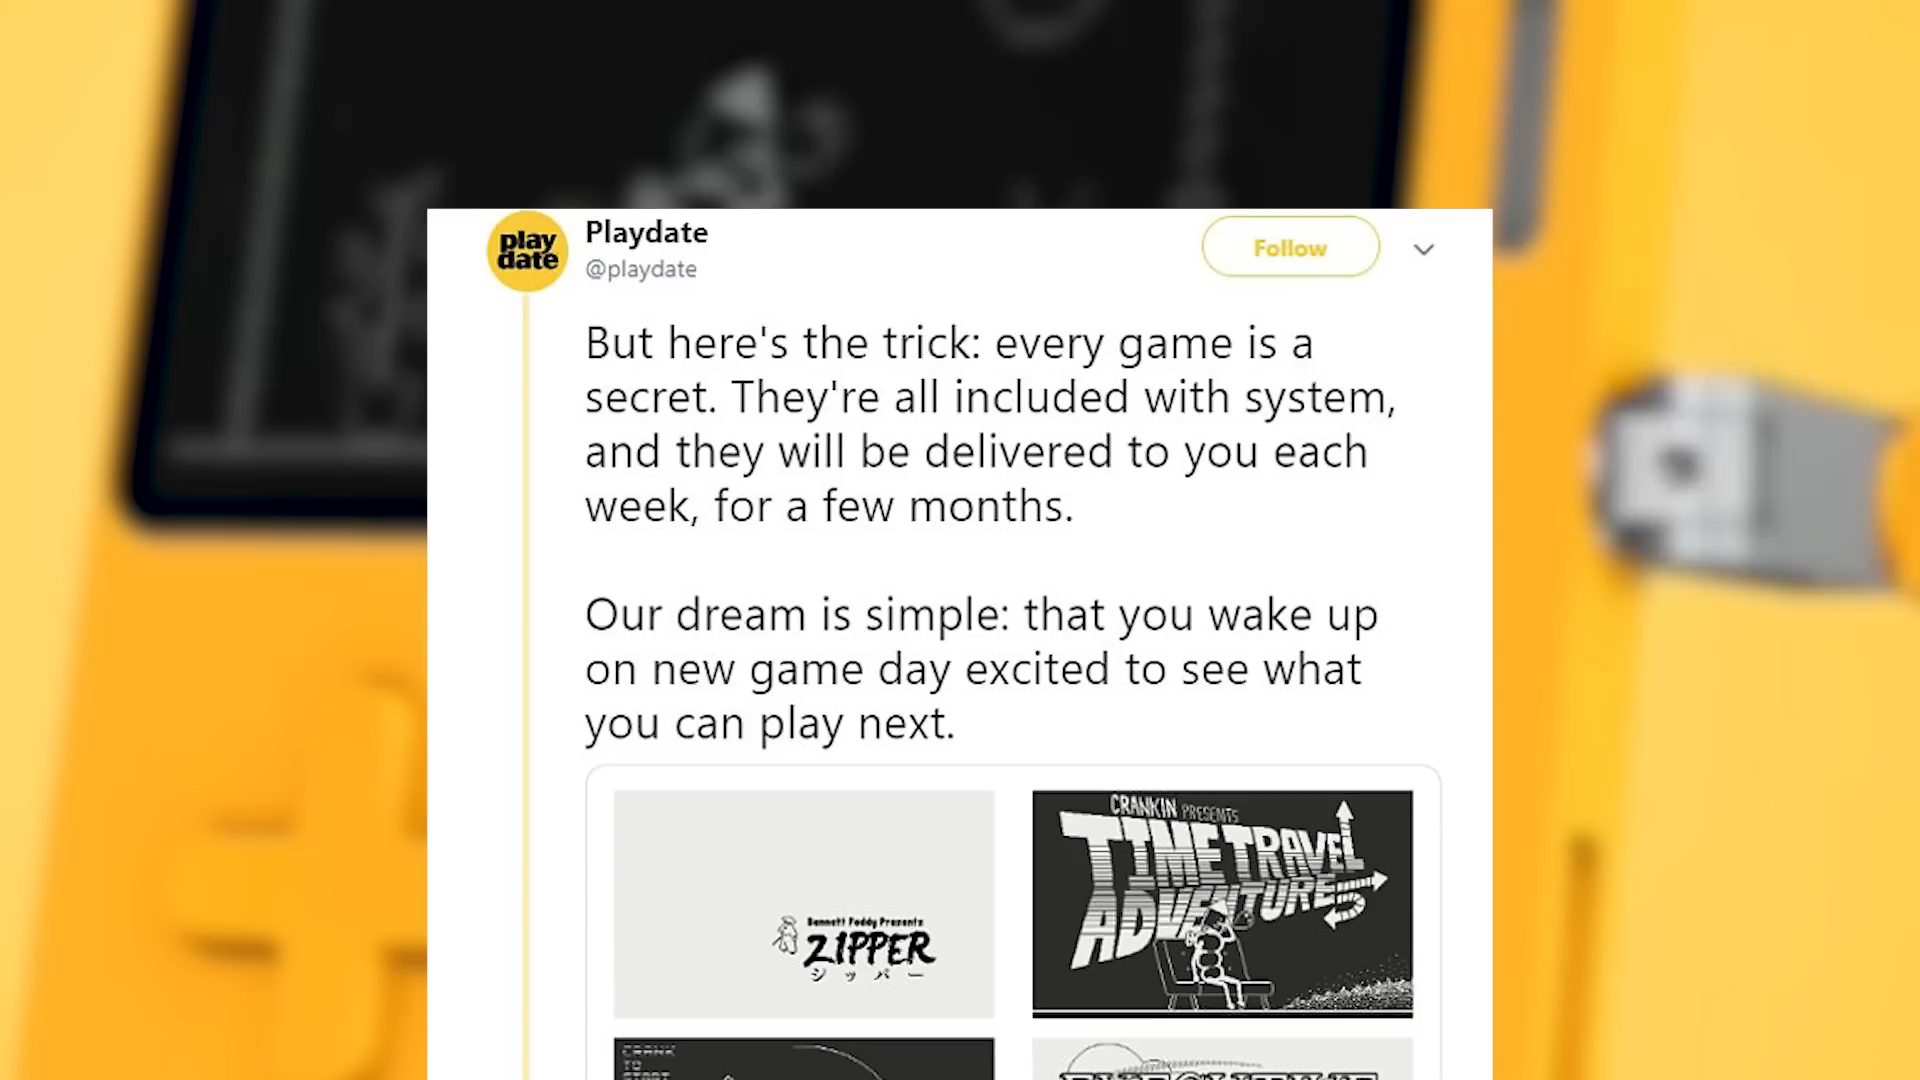 play
date
Playdate
@playdate
Follow
But here's the trick: every game is a
secret. They're all included with system,
and they will be delivered to you each
week, for a few months.
Our dream is simple: that you wake up
on new game day excited to see what
you can play next.
Bennett Foddy Presents
ZIPPER
ジッパー
CRANKIN PRESENTS
TIME TRAVEL
ADVENTURES
CRANK
TO
START